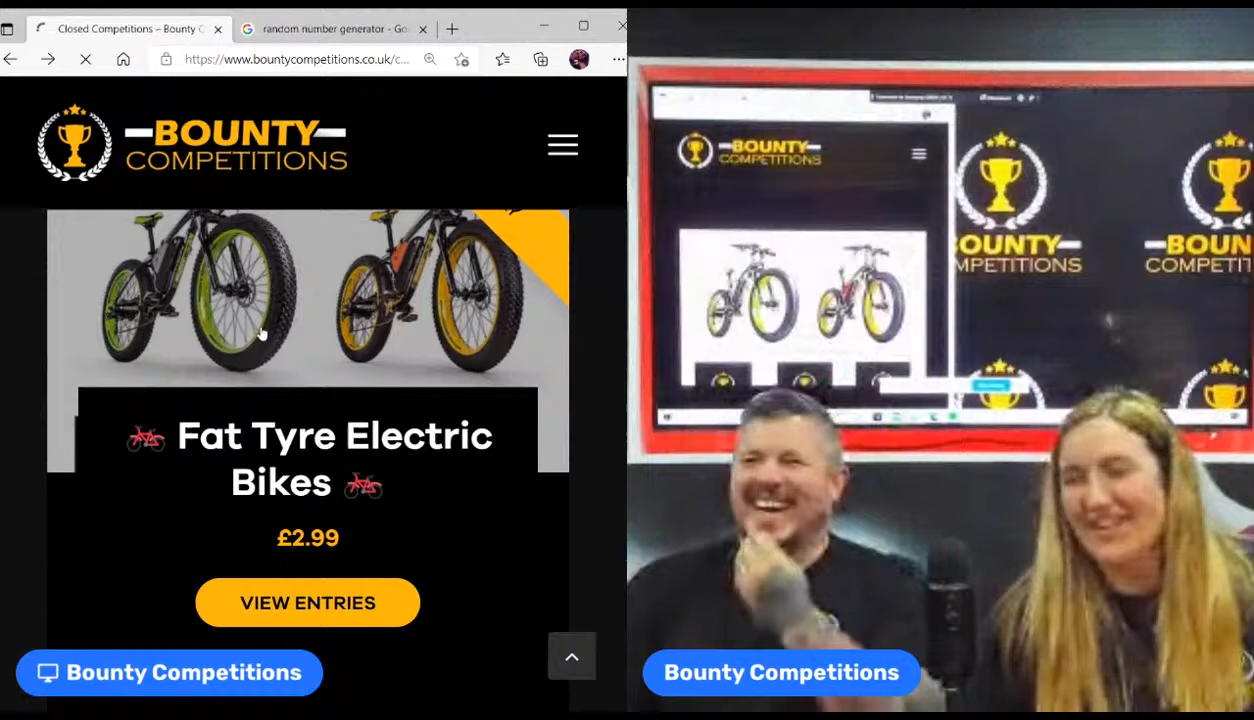 Closed Competitions – Bounty C
random number generator - Go
https://www.bountycompetitions.co.uk/c...
BOUNTY
COMPETITIONS
Fat Tyre Electric
Bikes
£2.99
VIEW ENTRIES
Bounty Competitions
BOUNTY
COMPETITIONS
OUNTY
MPETITIONS
BOUN
COMPETIT
Bounty Competitions